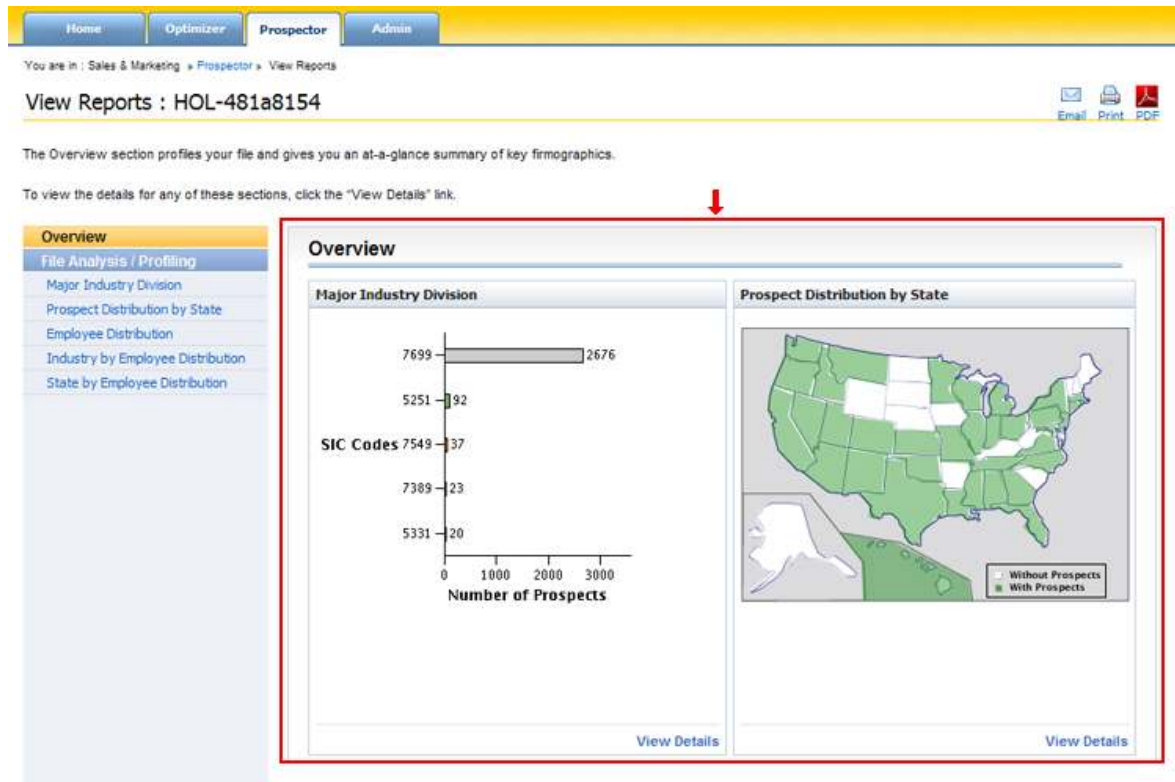 Home Optimizer Prospector Admin
You are in : Sales & Marketing » Prospector » View Reports
View Reports : HOL-481a8154
Email Print PDF
The Overview section profiles your file and gives you an at-a-glance summary of key firmographics.
To view the details for any of these sections, click the "View Details" link.
Overview
File Analysis / Profiling
Major Industry Division
Prospect Distribution by State
Employee Distribution
Industry by Employee Distribution
State by Employee Distribution
Overview
Major Industry Division
7699 2676
5251 92
SIC Codes 7549 37
7389 23
5331 20
0 1000 2000 3000
Number of Prospects
View Details
Prospect Distribution by State
Without Prospects
With Prospects
View Details